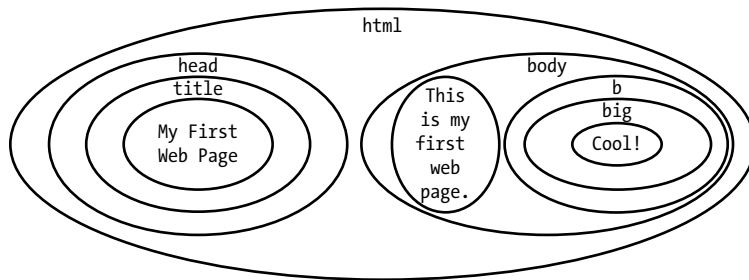 html
head
title
My First
Web Page
body
This
is my
first
web
page.
b
big
Cool!